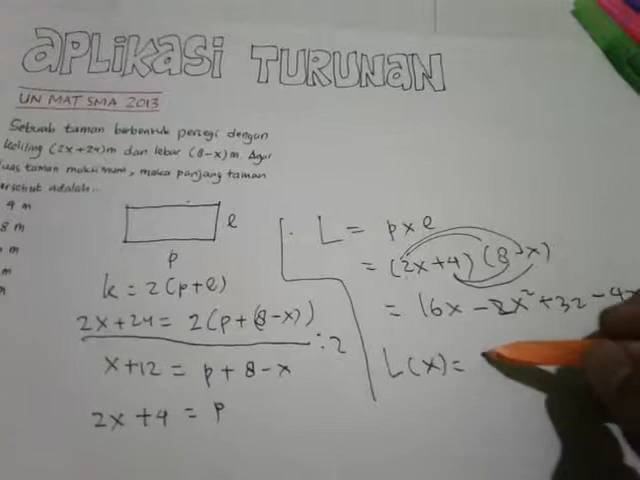 APLIKASI TURUNAN
UN MAT SMA 2013
Sebuah taman berbentuk persegi dengan
keliling (2x+24)m dan lebar (8-x)m. Agar
luas taman maksimum, maka panjang taman
tersebut adalah...
4 m
8 m
m
m
m
l
p
k = 2(p+l)
2x+24 = 2(p+(8-x))
:2
x+12 = p+8-x
2x+4 = p
L = p×l
= (2x+4)(8-x)
= 16x-2x²+32-4x
L(x)=